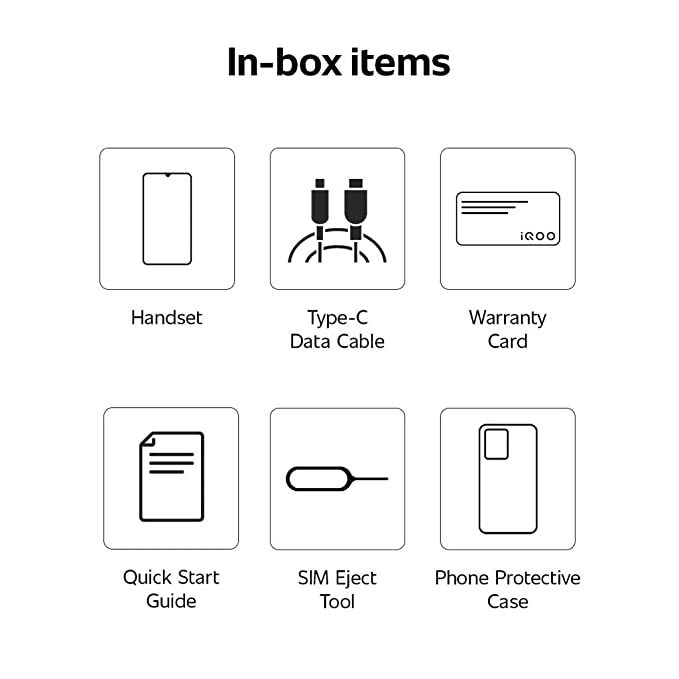 In-box items
iQOO
Handset
Type-C
Data Cable
Warranty
Card
Quick Start
Guide
SIM Eject
Tool
Phone Protective
Case